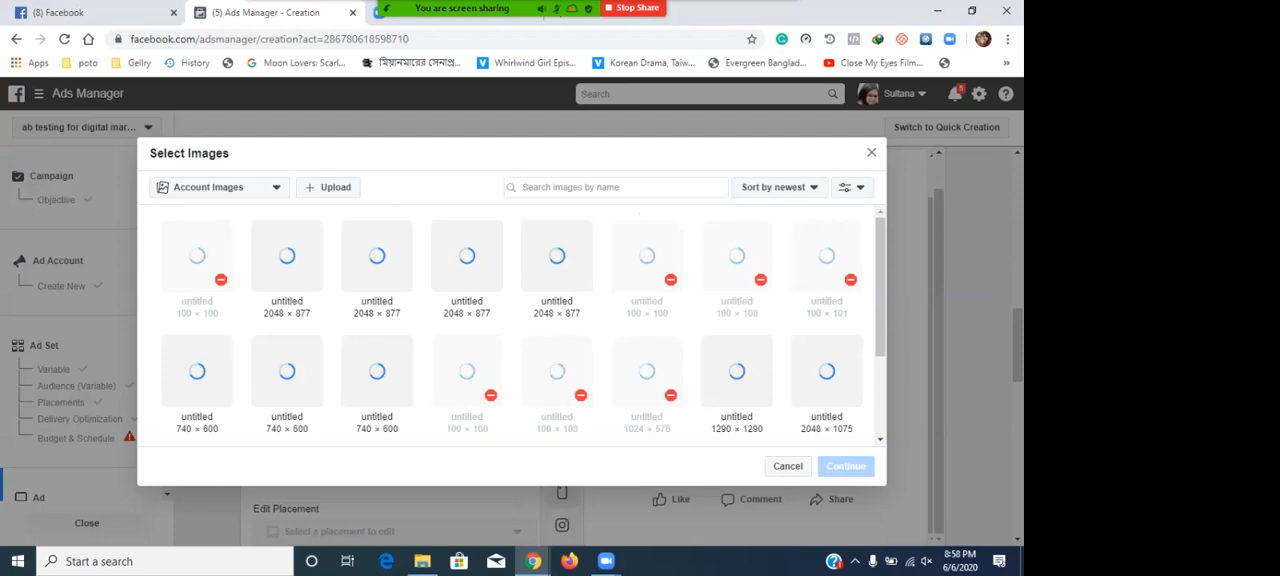 (8) Facebook
(5) Ads Manager - Creation
You are screen sharing
Stop Share
facebook.com/adsmanager/creation?act=286780618598710
Apps
poto
Gellry
History
Moon Lovers: Scarl...
মিয়ানমারের সেনাপ্র...
Whirlwind Girl Epis...
Korean Drama, Taiw...
Evergreen Banglad...
Close My Eyes Film...
»
Ads Manager
Search
Sultana
5
ab testing for digital mar...
Switch to Quick Creation
Campaign
Objective
Ad Account
Create New
Ad Set
Variable
Audience (Variable)
Placements
Delivery Optimization
Budget & Schedule
Ad
Close
Select Images
Account Images
+ Upload
Search images by name
Sort by newest
untitled untitled untitled untitled untitled untitled untitled untitled
100 × 100 2048 × 877 2048 × 877 2048 × 877 2048 × 877 100 × 100 100 × 100 100 × 101
untitled untitled untitled untitled untitled untitled untitled untitled
740 × 600 740 × 600 740 × 600 100 × 100 100 × 100 1024 × 576 1290 × 1290 2048 × 1075
Cancel
Continue
Edit Placement
Select a placement to edit
Like
Comment
Share
Start a search
8:58 PM
6/6/2020